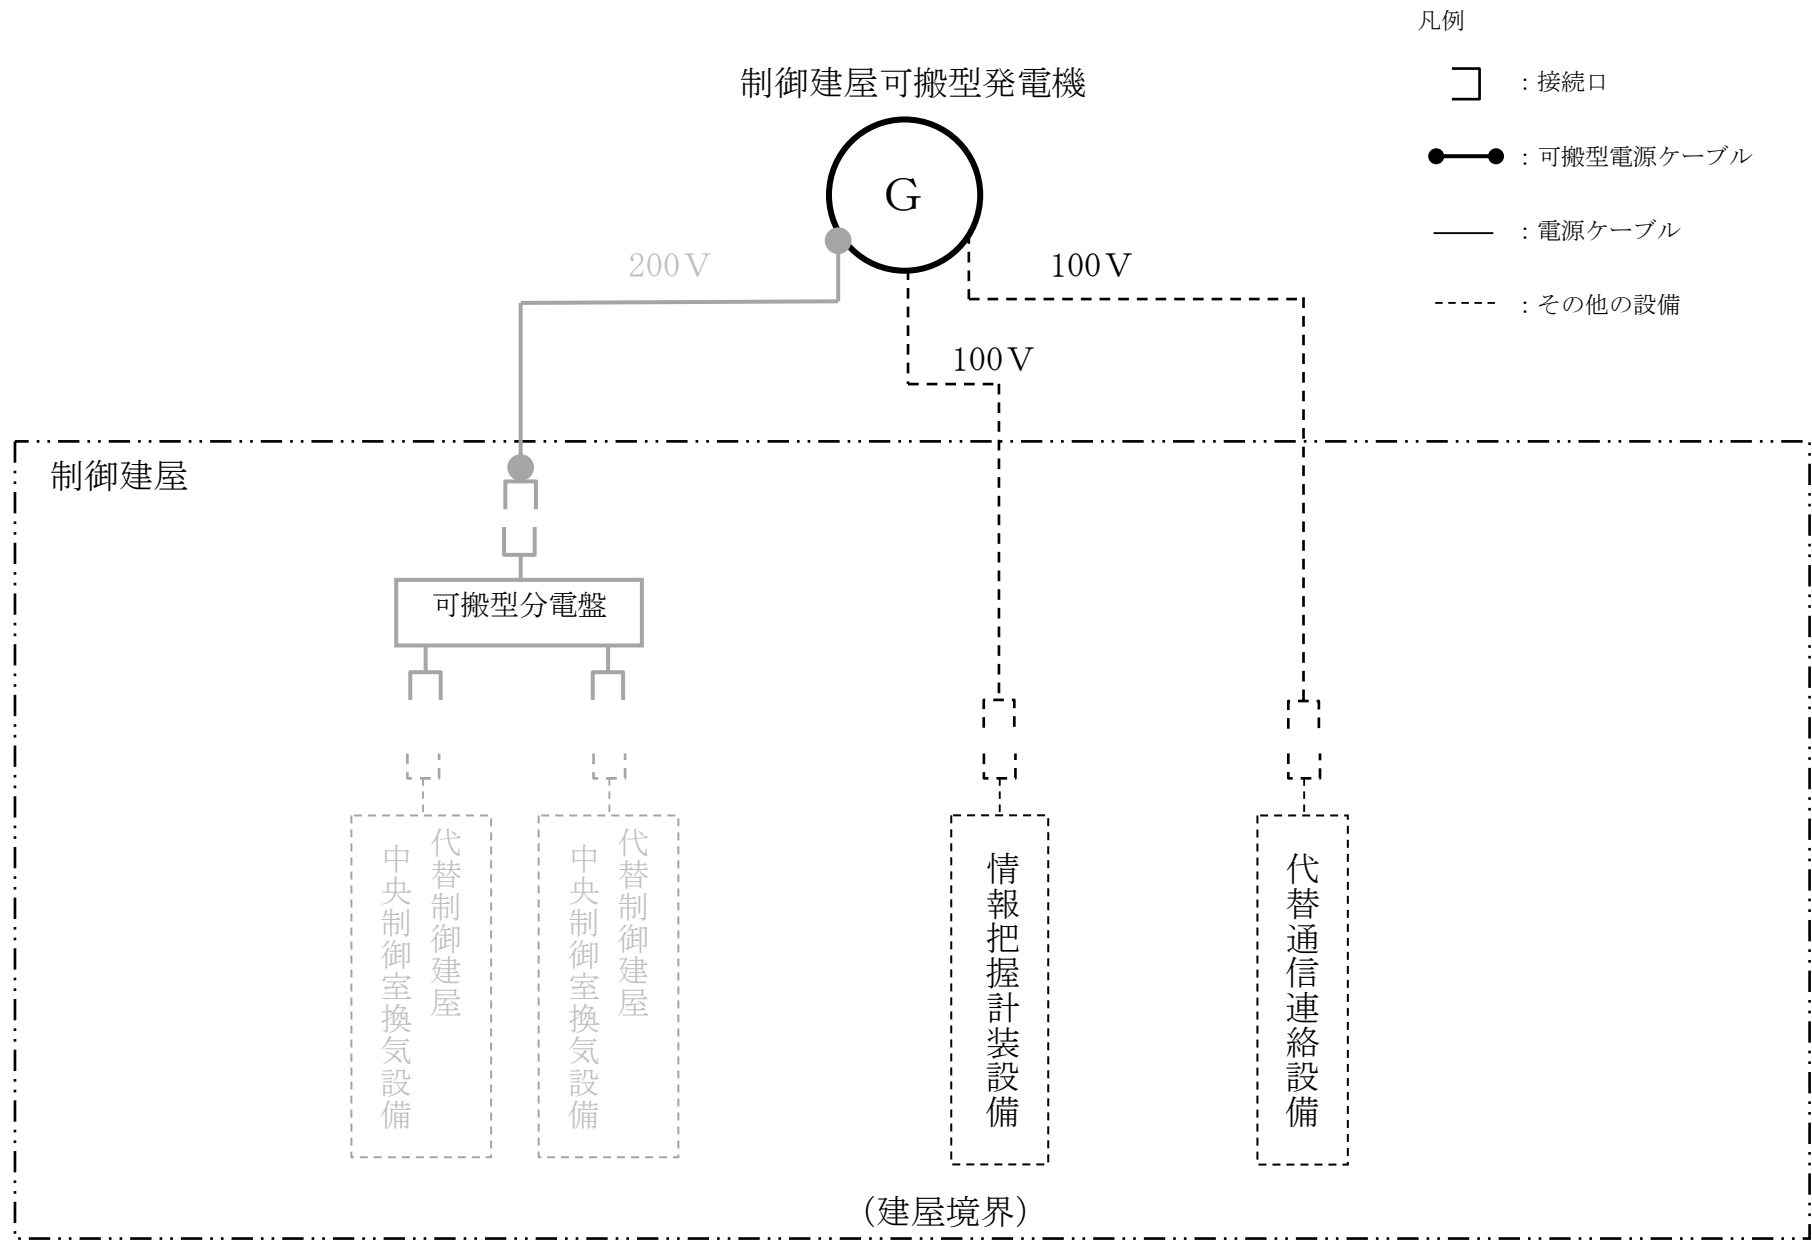 凡例
：接続口
：可搬型電源ケーブル
：電源ケーブル
：その他の設備
制御建屋可搬型発電機
G
200V
100V
100V
制御建屋
可搬型分電盤
代替制御建屋
中央制御室換気設備
代替制御建屋
中央制御室換気設備
情報把握計装設備
代替通信連絡設備
（建屋境界）